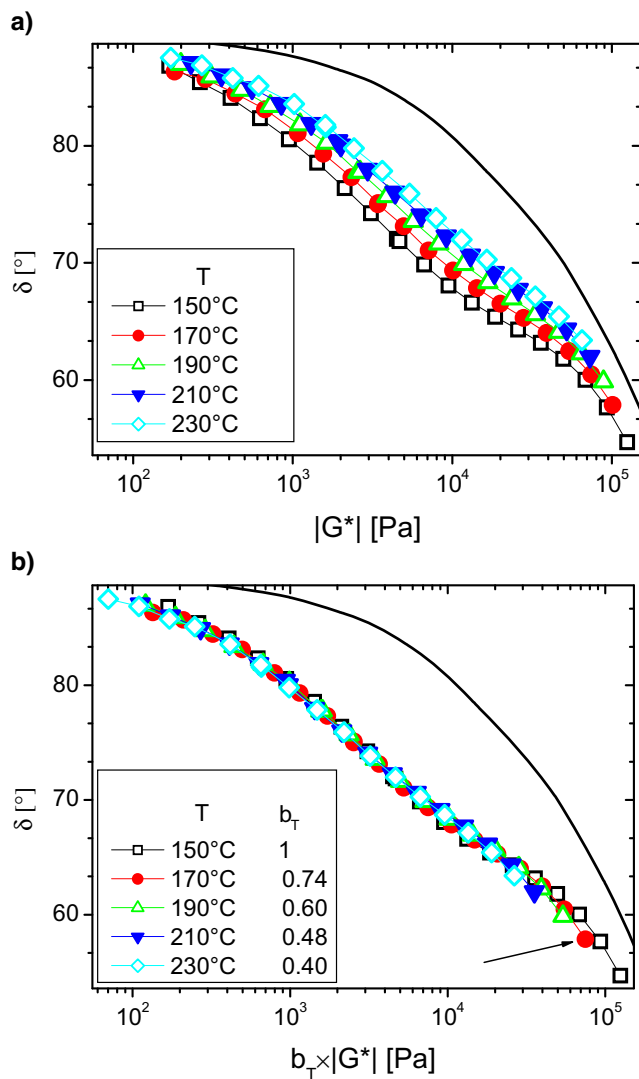 a)
80
70
60
δ [°]
T
150°C
170°C
190°C
210°C
230°C
10²
10³
10⁴
10⁵
|G*| [Pa]
b)
80
70
60
δ [°]
T b_T
150°C 1
170°C 0.74
190°C 0.60
210°C 0.48
230°C 0.40
10²
10³
10⁴
10⁵
b_T×|G*| [Pa]